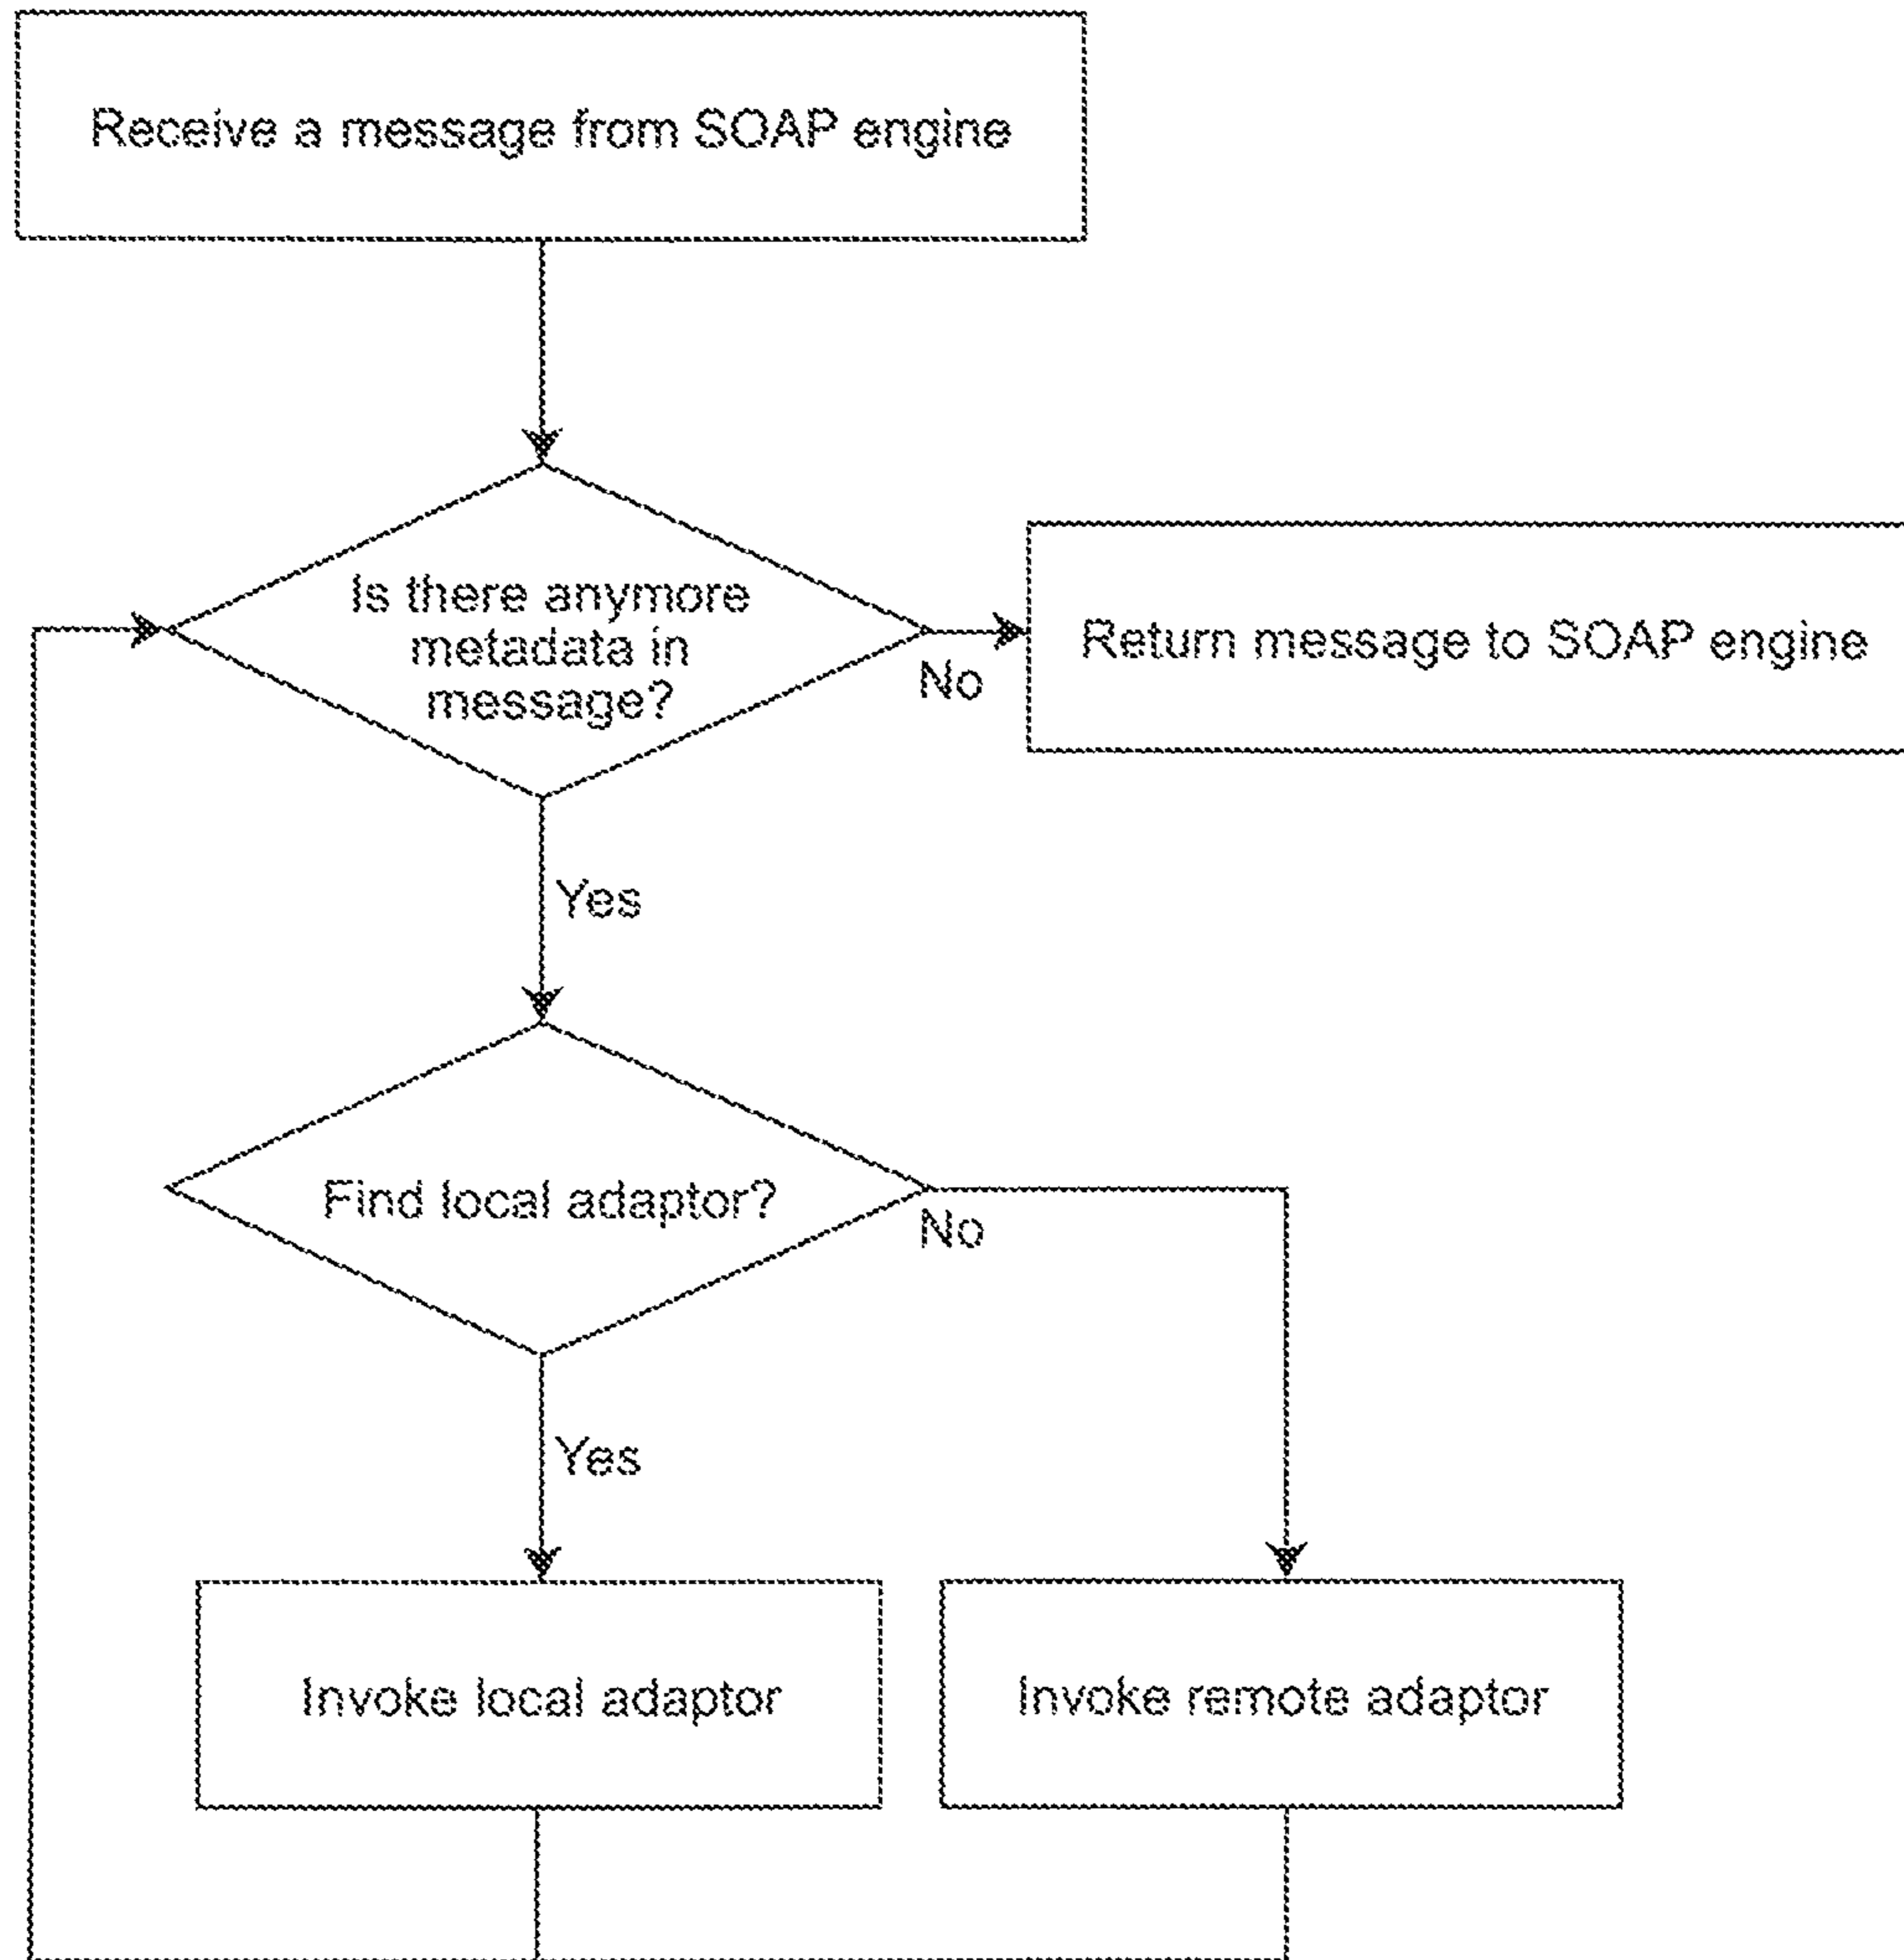 Receive a message from SOAP engine
Is there anymore
metadata in
message?
No
Return message to SOAP engine
Yes
Find local adaptor?
No
Yes
Invoke local adaptor
Invoke remote adaptor